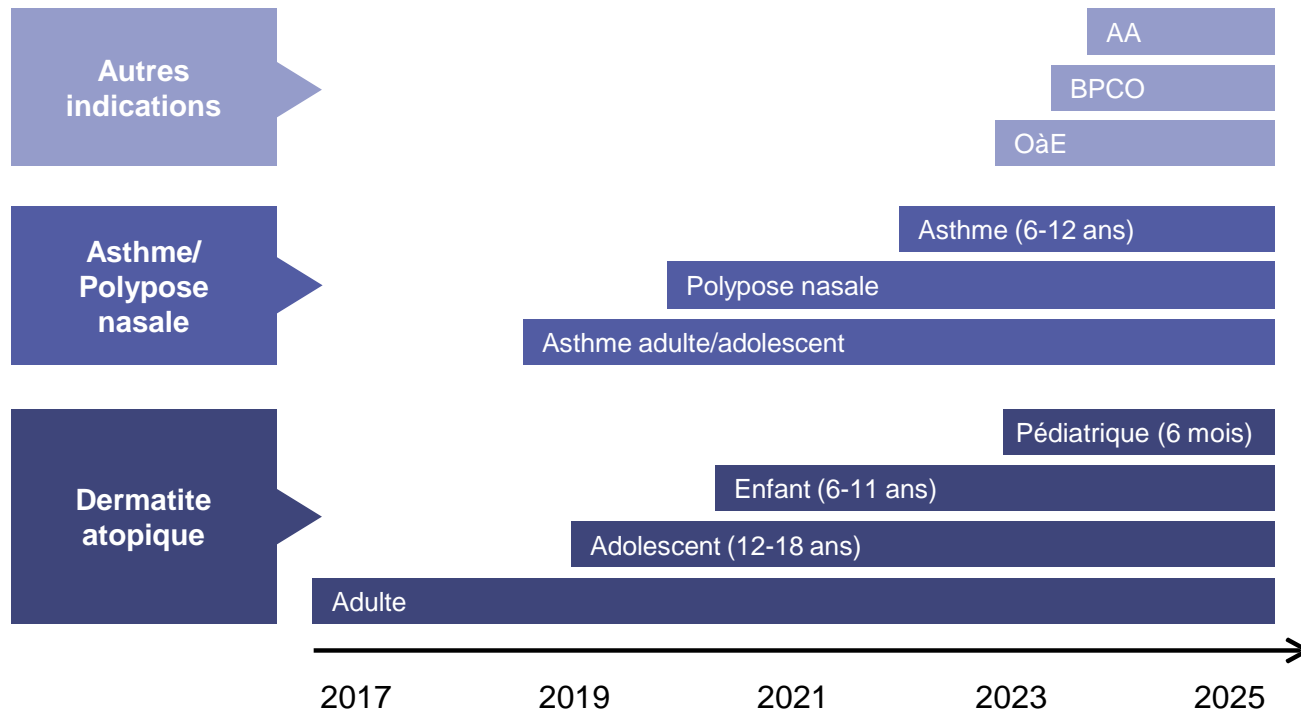 Autres
indications
AA
BPCO
OàE
Asthme/
Polypose
nasale
Asthme (6-12 ans)
Polypose nasale
Asthme adulte/adolescent
Dermatite
atopique
Pédiatrique (6 mois)
Enfant (6-11 ans)
Adolescent (12-18 ans)
Adulte
2017 2019 2021 2023 2025